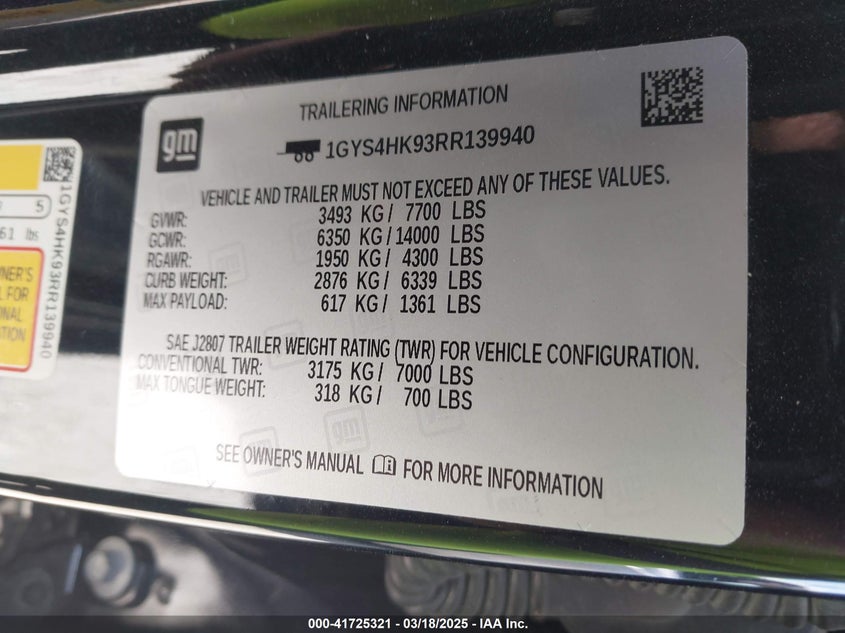 gm
TRAILERING INFORMATION
1GYS4HK93RR139940
VEHICLE AND TRAILER MUST NOT EXCEED ANY OF THESE VALUES.
GVWR: 3493 KG / 7700 LBS
GCWR: 6350 KG / 14000 LBS
RGAWR: 1950 KG / 4300 LBS
CURB WEIGHT: 2876 KG / 6339 LBS
MAX PAYLOAD: 617 KG / 1361 LBS
SAE J2807 TRAILER WEIGHT RATING (TWR) FOR VEHICLE CONFIGURATION.
CONVENTIONAL TWR: 3175 KG / 7000 LBS
MAX TONGUE WEIGHT: 318 KG / 700 LBS
SEE OWNER'S MANUAL FOR MORE INFORMATION
5
lbs
1GYS4HK93RR139940
000-41725321 / 03/18/2025 - IAA Inc.